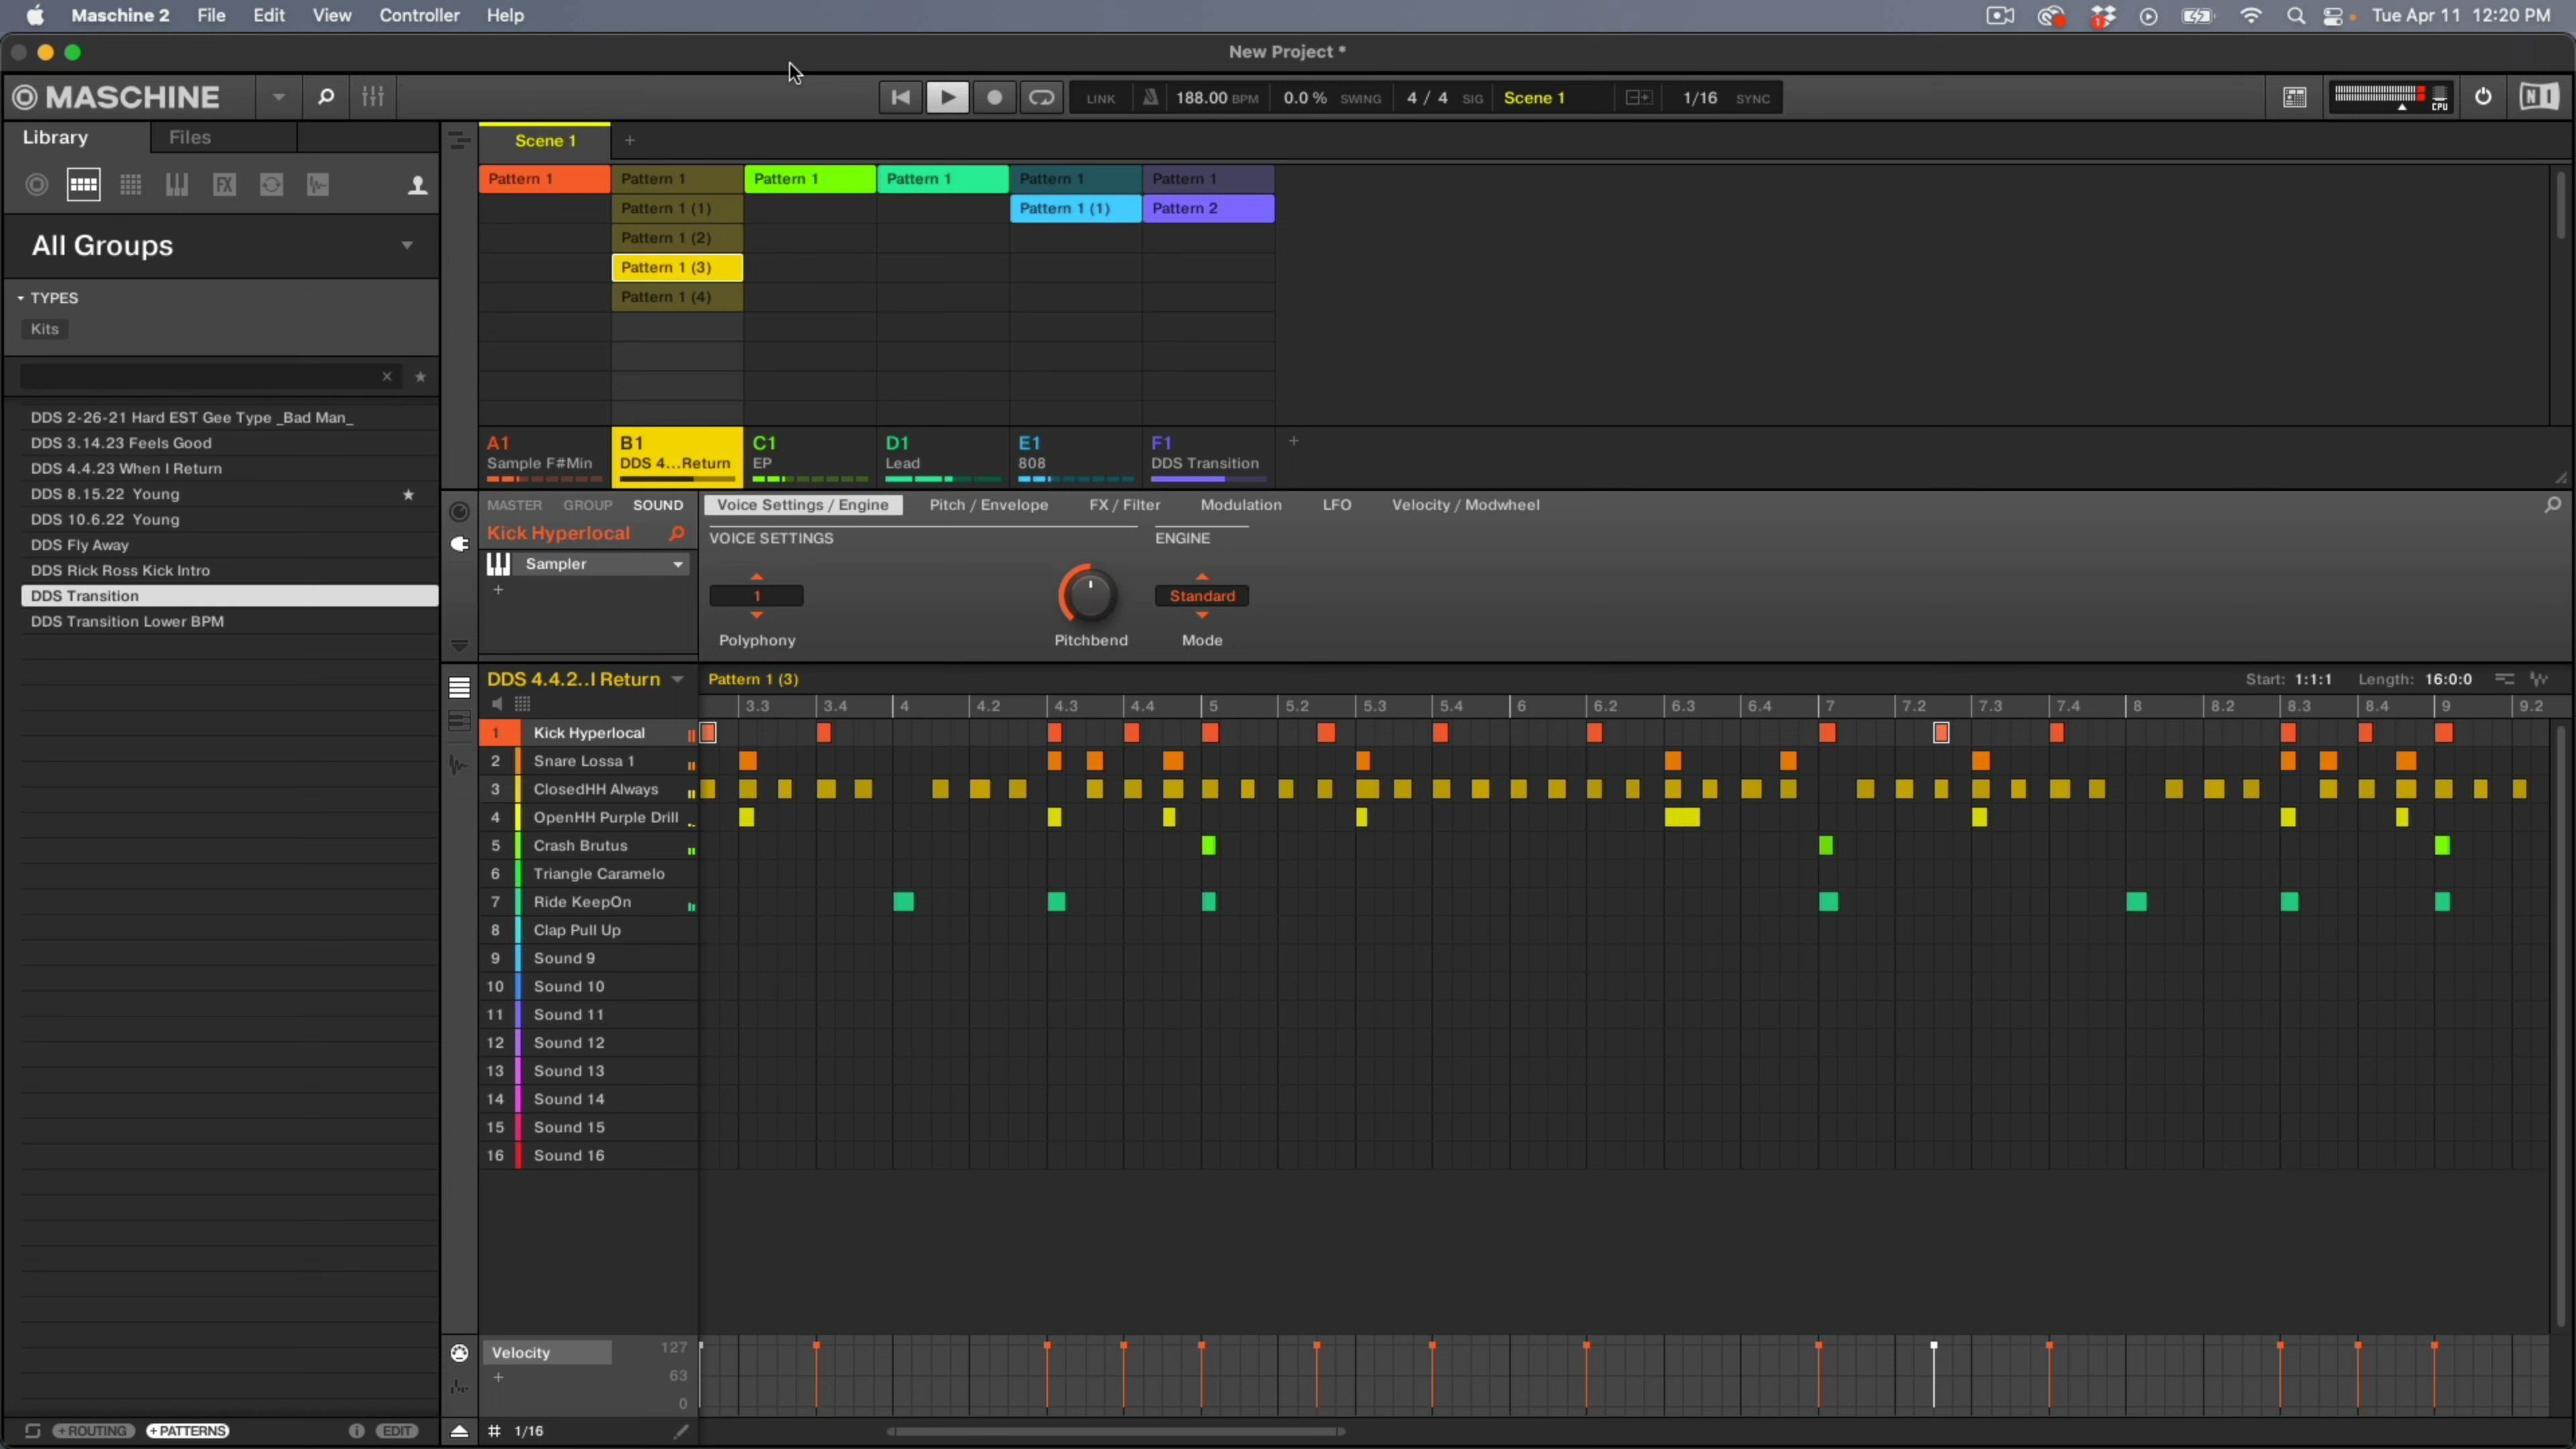 Maschine 2 File Edit View Controller Help
1
Tue Apr 11 12:20 PM
New Project *
MASCHINE
LINK 188.00 BPM 0.0 % SWING 4 / 4 SIG Scene 1 1/16 SYNC
CPU
NI
Library Files
Scene 1 +
FX
Pattern 1 Pattern 1 Pattern 1 Pattern 1 Pattern 1 Pattern 1
Pattern 1 (1) Pattern 1 (1) Pattern 2
Pattern 1 (2)
Pattern 1 (3)
Pattern 1 (4)
All Groups
TYPES
Kits
DDS 2-26-21 Hard EST Gee Type _Bad Man_
DDS 3.14.23 Feels Good
DDS 4.4.23 When I Return
DDS 8.15.22 Young
DDS 10.6.22 Young
DDS Fly Away
DDS Rick Ross Kick Intro
DDS Transition
DDS Transition Lower BPM
A1 B1 C1 D1 E1 F1 +
Sample F#Min DDS 4...Return EP Lead 808 DDS Transition
MASTER GROUP SOUND
Voice Settings / Engine Pitch / Envelope FX / Filter Modulation LFO Velocity / Modwheel
Kick Hyperlocal
VOICE SETTINGS ENGINE
Sampler
+
1 Standard
Polyphony Pitchbend Mode
DDS 4.4.2..I Return
Pattern 1 (3)
Start: 1:1:1 Length: 16:0:0
3.3 3.4 4 4.2 4.3 4.4 5 5.2 5.3 5.4 6 6.2 6.3 6.4 7 7.2 7.3 7.4 8 8.2 8.3 8.4 9 9.2
1 Kick Hyperlocal
2 Snare Lossa 1
3 ClosedHH Always
4 OpenHH Purple Drill
5 Crash Brutus
6 Triangle Caramelo
7 Ride KeepOn
8 Clap Pull Up
9 Sound 9
10 Sound 10
11 Sound 11
12 Sound 12
13 Sound 13
14 Sound 14
15 Sound 15
16 Sound 16
Velocity 127
+ 63
0
+ROUTING +PATTERNS i EDIT
# 1/16